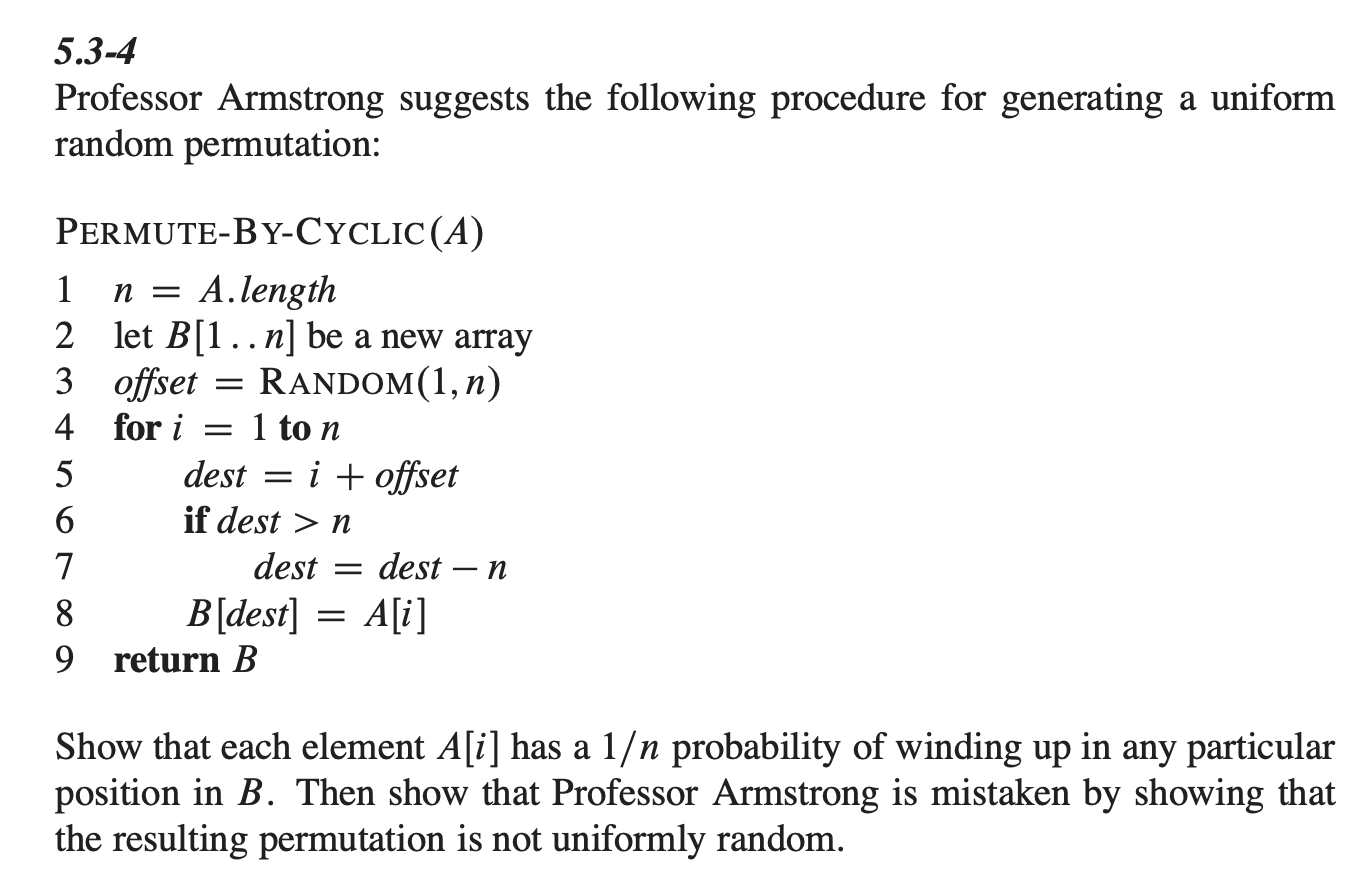 5.3-4
Professor Armstrong suggests the following procedure for generating a uniform
random permutation:
PERMUTE-BY-CYCLIC(A)
1 n = A.length
2 let B[1..n] be a new array
3 offset = RANDOM(1, n)
4 for i = 1 to n
5 dest = i + offset
6 if dest > n
7 dest = dest − n
8 B[dest] = A[i]
9 return B
Show that each element A[i] has a 1/n probability of winding up in any particular
position in B. Then show that Professor Armstrong is mistaken by showing that
the resulting permutation is not uniformly random.